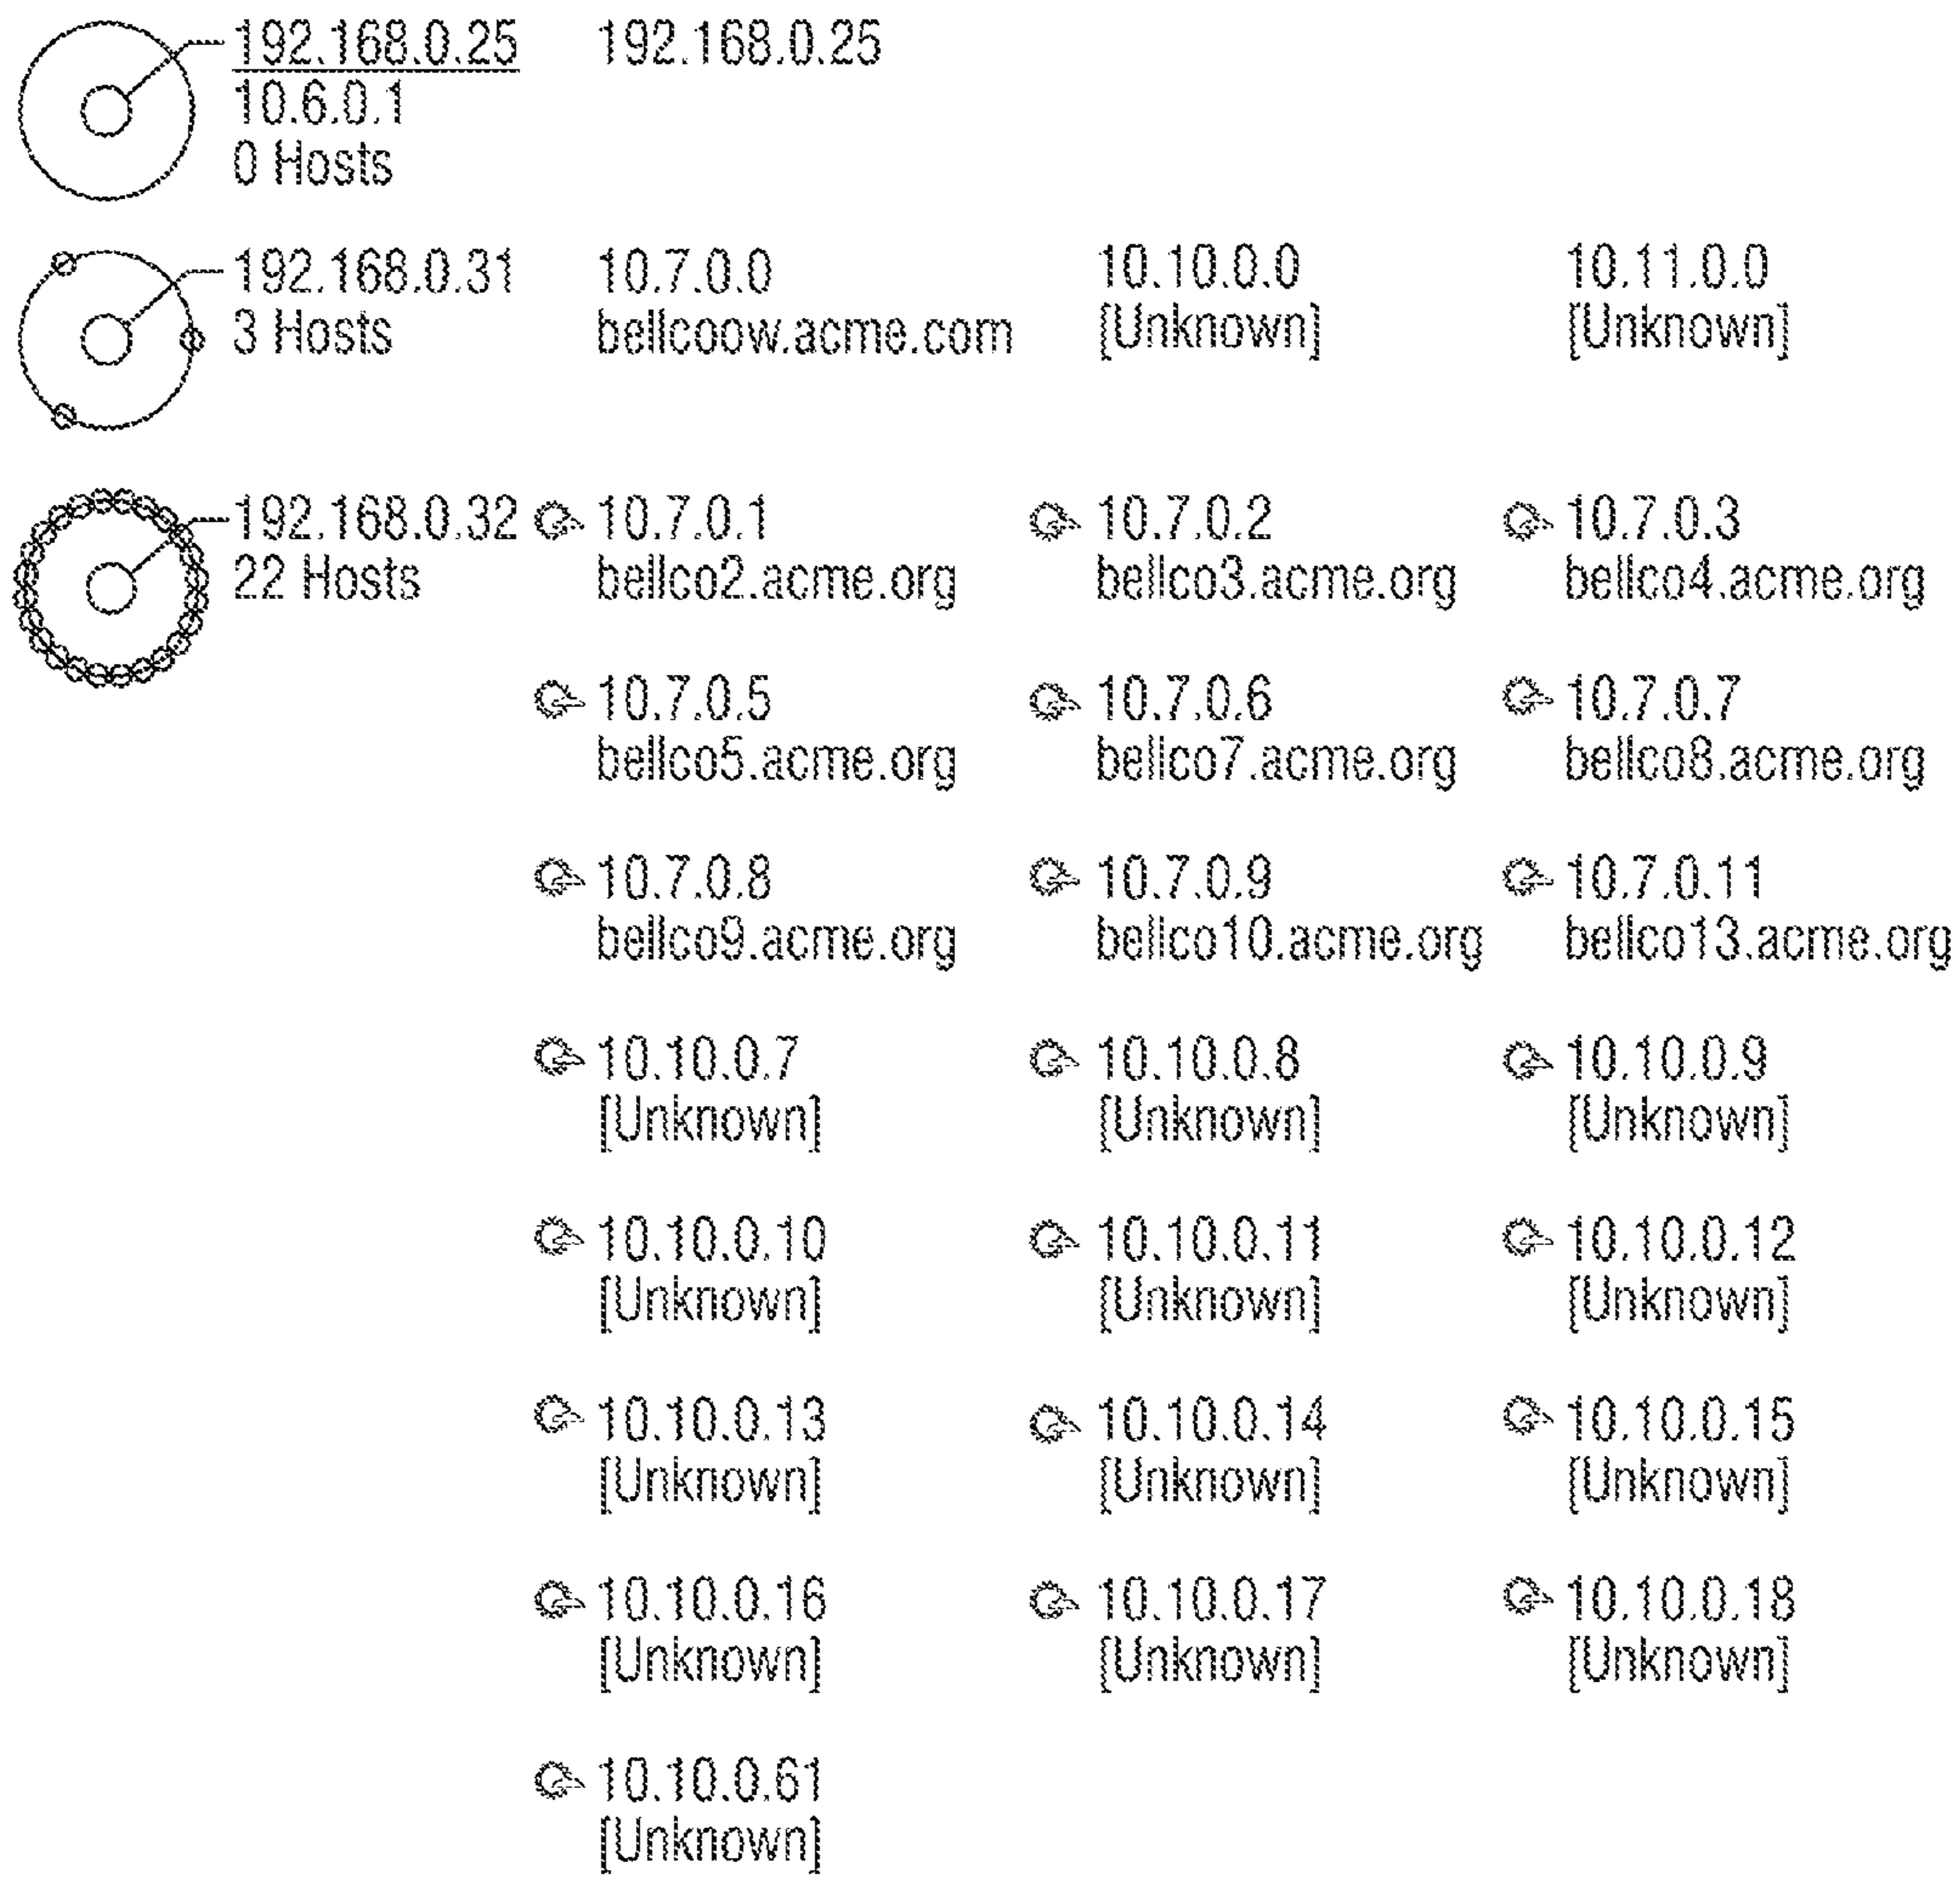 192.168.0.25 192.168.0.25
10.6.0.1
0 Hosts
192.168.0.31 10.7.0.0 10.10.0.0 10.11.0.0
3 Hosts bellcoow.acme.com [Unknown] [Unknown]
192.168.0.32 10.7.0.1 10.7.0.2 10.7.0.3
22 Hosts bellco2.acme.org bellco3.acme.org bellco4.acme.org
10.7.0.5 10.7.0.6 10.7.0.7
bellco5.acme.org bellco7.acme.org bellco8.acme.org
10.7.0.8 10.7.0.9 10.7.0.11
bellco9.acme.org bellco10.acme.org bellco13.acme.org
10.10.0.7 10.10.0.8 10.10.0.9
[Unknown] [Unknown] [Unknown]
10.10.0.10 10.10.0.11 10.10.0.12
[Unknown] [Unknown] [Unknown]
10.10.0.13 10.10.0.14 10.10.0.15
[Unknown] [Unknown] [Unknown]
10.10.0.16 10.10.0.17 10.10.0.18
[Unknown] [Unknown] [Unknown]
10.10.0.61
[Unknown]